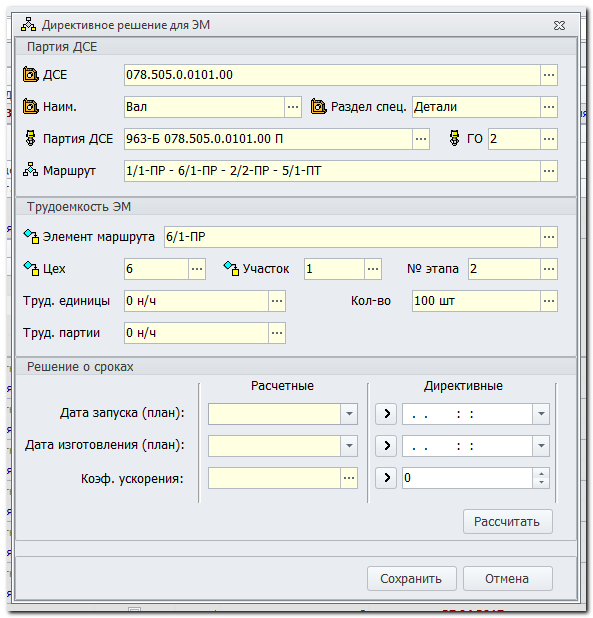 Директивное решение для ЭМ
Партия ДСЕ
ДСЕ 078.505.0.0101.00 ...
Наим. Вал ... Раздел спец. Детали ...
Партия ДСЕ 963-Б 078.505.0.0101.00 П ... ГО 2 ...
Маршрут 1/1-ПР - 6/1-ПР - 2/2-ПР - 5/1-ПТ ...
Трудоемкость ЭМ
Элемент маршрута 6/1-ПР ...
Цех 6 ... Участок 1 ... № этапа 2 ...
Труд. единицы 0 н/ч ... Кол-во 100 шт ...
Труд. партии 0 н/ч ...
Решение о сроках
Расчетные Директивные
Дата запуска (план): . . : :
Дата изготовления (план): . . : :
Коэф. ускорения: ... 0
Рассчитать
Сохранить Отмена